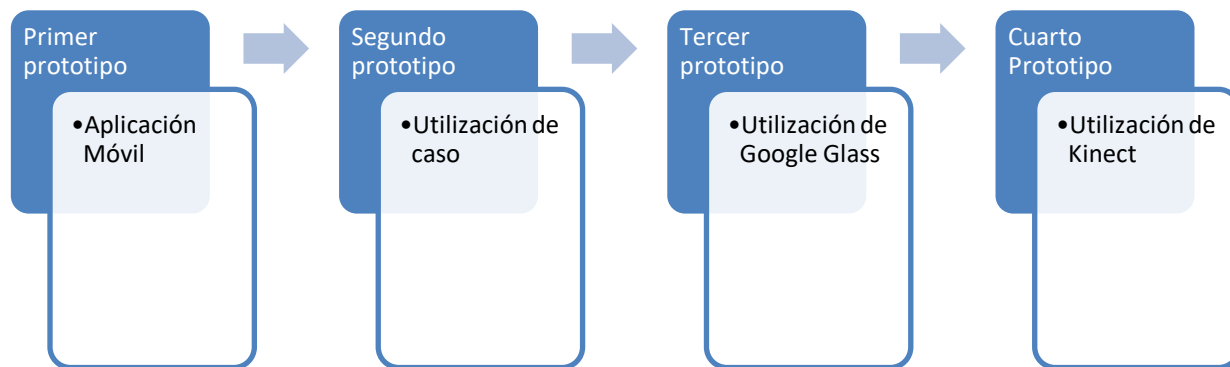 Primer
prototipo
•Aplicación
Móvil
Segundo
prototipo
•Utilización de
caso
Tercer
prototipo
•Utilización de
Google Glass
Cuarto
Prototipo
•Utilización de
Kinect